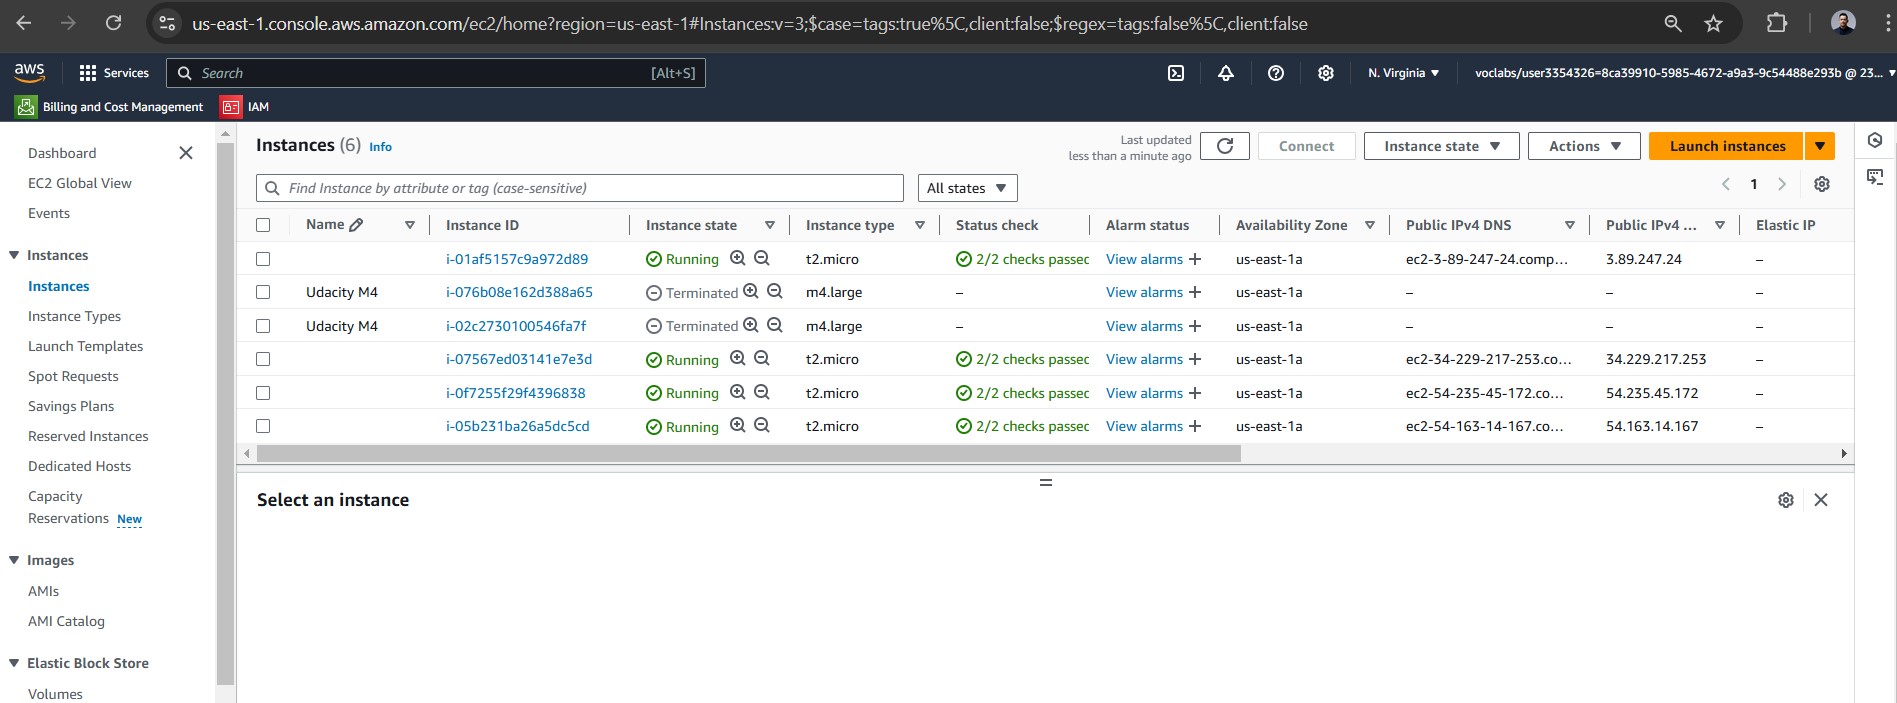 us-east-1.console.aws.amazon.com/ec2/home?region=us-east-1#Instances:v=3;$case=tags:true%5C,client:false;$regex=tags:false%5C,client:false
aws Services Search [Alt+S] N. Virginia voclabs/user3354326=8ca39910-5985-4672-a9a3-9c54488e293b @ 23...
Billing and Cost Management IAM
Dashboard
EC2 Global View
Events
Instances
Instances
Instance Types
Launch Templates
Spot Requests
Savings Plans
Reserved Instances
Dedicated Hosts
Capacity
Reservations New
Images
AMIs
AMI Catalog
Elastic Block Store
Volumes
Instances (6) Info
Last updated
less than a minute ago
Connect Instance state Actions Launch instances
Find Instance by attribute or tag (case-sensitive) All states 1
Name Instance ID Instance state Instance type Status check Alarm status Availability Zone Public IPv4 DNS Public IPv4 ... Elastic IP
i-01af5157c9a972d89 Running t2.micro 2/2 checks passec View alarms + us-east-1a ec2-3-89-247-24.comp... 3.89.247.24 –
Udacity M4 i-076b08e162d388a65 Terminated m4.large – View alarms + us-east-1a – – –
Udacity M4 i-02c2730100546fa7f Terminated m4.large – View alarms + us-east-1a – – –
i-07567ed03141e7e3d Running t2.micro 2/2 checks passec View alarms + us-east-1a ec2-34-229-217-253.co... 34.229.217.253 –
i-0f7255f29f4396838 Running t2.micro 2/2 checks passec View alarms + us-east-1a ec2-54-235-45-172.co... 54.235.45.172 –
i-05b231ba26a5dc5cd Running t2.micro 2/2 checks passec View alarms + us-east-1a ec2-54-163-14-167.co... 54.163.14.167 –
Select an instance